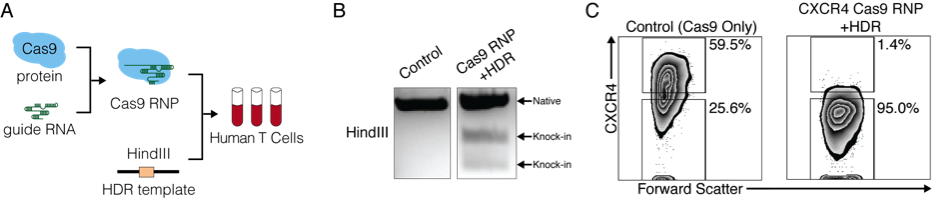 A
Cas9
protein
guide RNA
Cas9 RNP
HindIII
HDR template
Human T Cells
B
Control
Cas9 RNP
+HDR
HindIII
Native
Knock-in
Knock-in
C
Control (Cas9 Only)
59.5%
25.6%
CXCR4 Cas9 RNP
+HDR
1.4%
95.0%
CXCR4
Forward Scatter